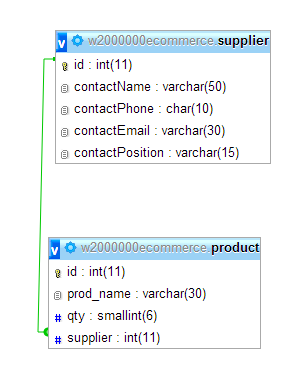 v w2000000ecommerce supplier
id : int(11)
contactName : varchar(50)
contactPhone : char(10)
contactEmail : varchar(30)
contactPosition : varchar(15)
v w2000000ecommerce product
id : int(11)
prod_name : varchar(30)
# qty : smallint(6)
# supplier : int(11)